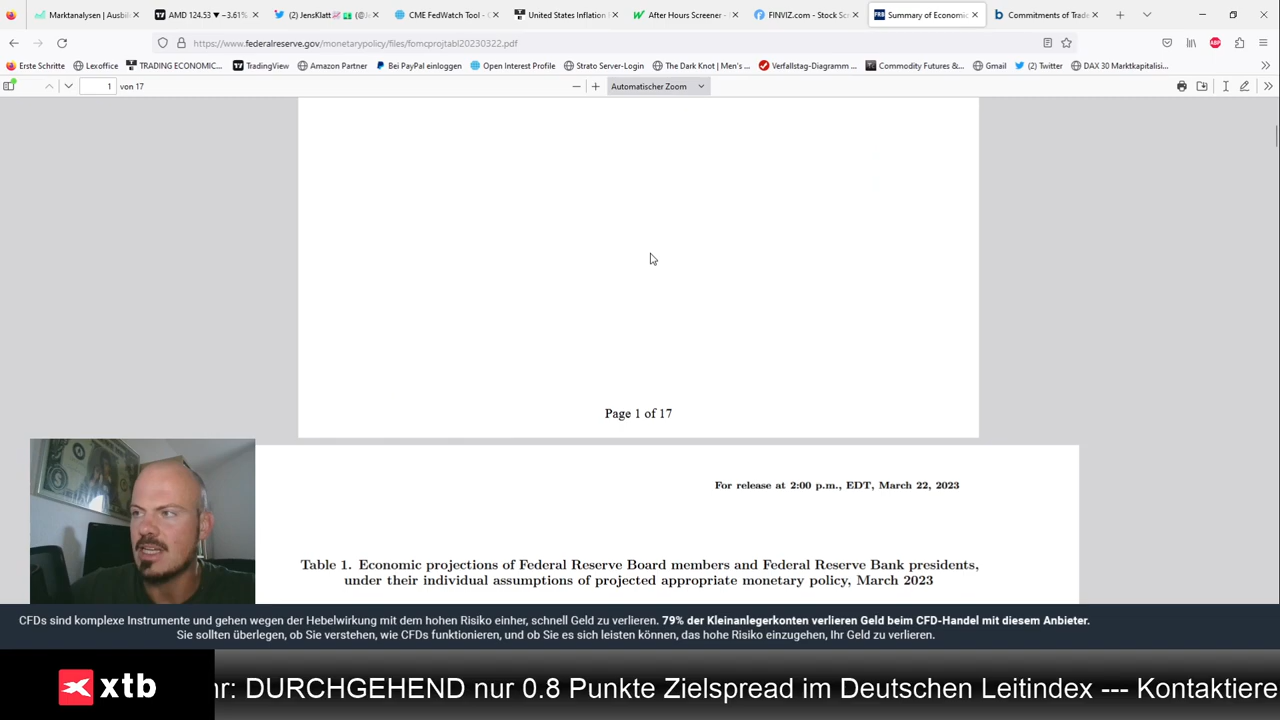 Marktanalysen | Ausbil
AMD 124.53 ▼ −3.61%
(2) JensKlatt 📈💵 (@Je
CME FedWatch Tool - C
United States Inflation
After Hours Screener -
FINVIZ.com - Stock Scr
Summary of Economic
Commitments of Trade
https://www.federalreserve.gov/monetarypolicy/files/fomcprojtabl20230322.pdf
Erste Schritte
Lexoffice
TRADING ECONOMIC...
TradingView
Amazon Partner
Bei PayPal einloggen
Open Interest Profile
Strato Server-Login
The Dark Knot | Men's ...
Verfallstag-Diagramm ...
Commodity Futures &...
Gmail
(2) Twitter
DAX 30 Marktkapitalisi...
1 von 17
Automatischer Zoom
Page 1 of 17
For release at 2:00 p.m., EDT, March 22, 2023
Table 1. Economic projections of Federal Reserve Board members and Federal Reserve Bank presidents,
under their individual assumptions of projected appropriate monetary policy, March 2023
CFDs sind komplexe Instrumente und gehen wegen der Hebelwirkung mit dem hohen Risiko einher, schnell Geld zu verlieren. 79% der Kleinanlegerkonten verlieren Geld beim CFD-Handel mit diesem Anbieter.
Sie sollten überlegen, ob Sie verstehen, wie CFDs funktionieren, und ob Sie es sich leisten können, das hohe Risiko einzugehen, Ihr Geld zu verlieren.
xtb
hr: DURCHGEHEND nur 0.8 Punkte Zielspread im Deutschen Leitindex --- Kontaktiere